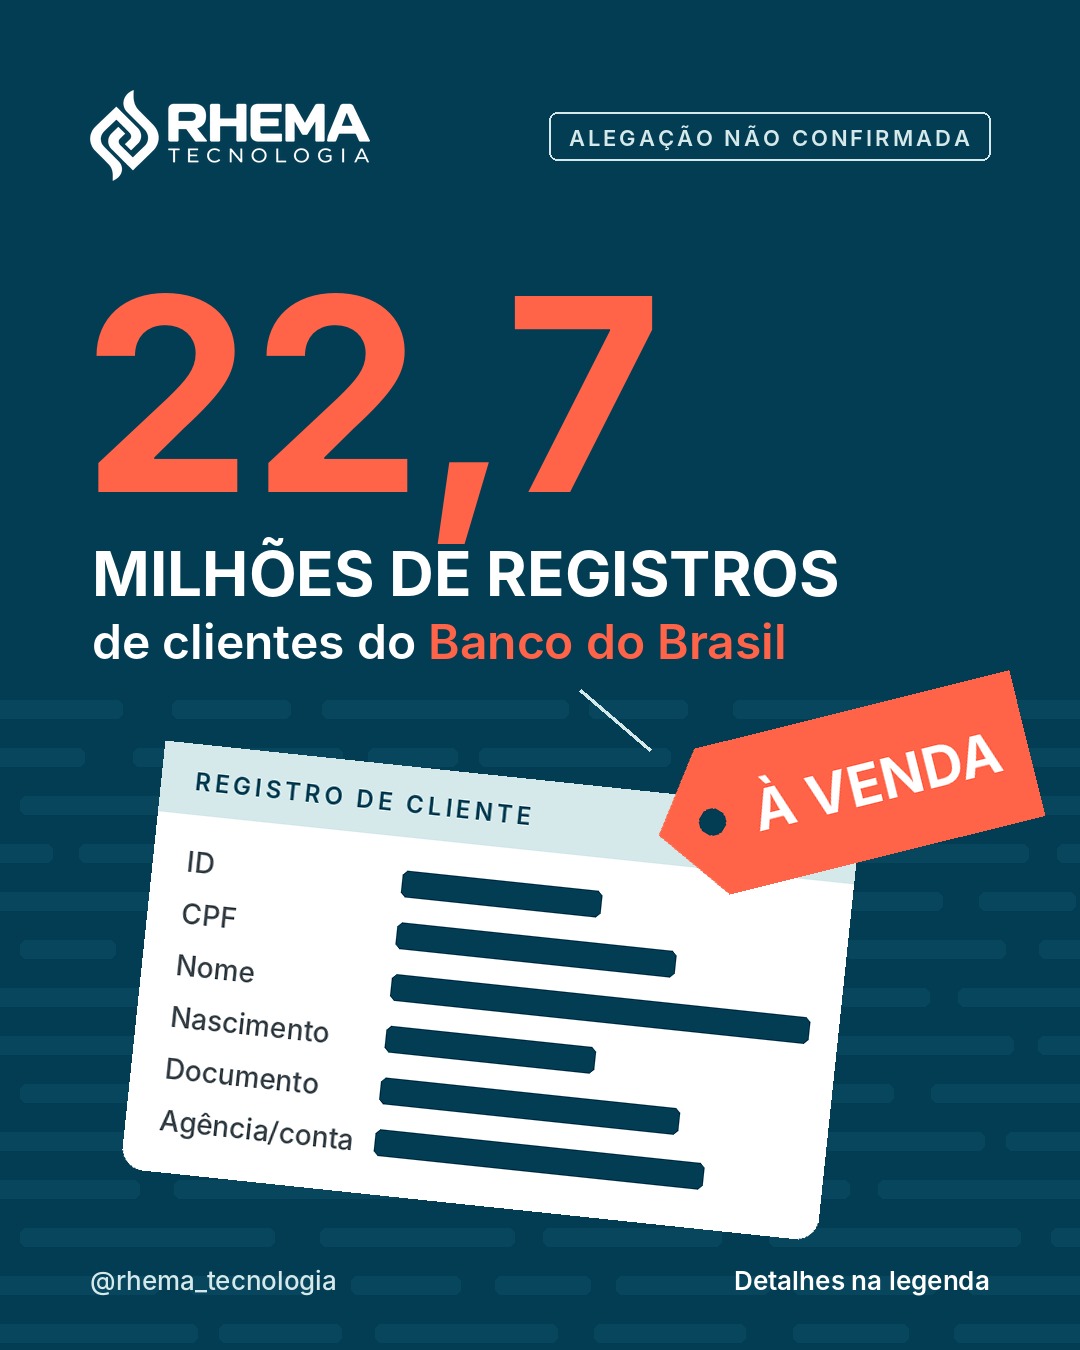 RHEMA
TECNOLOGIA
ALEGAÇÃO NÃO CONFIRMADA
22,7
MILHÕES DE REGISTROS
de clientes do Banco do Brasil
À VENDA
REGISTRO DE CLIENTE
ID
CPF
Nome
Nascimento
Documento
Agência/conta
@rhema_tecnologia
Detalhes na legenda